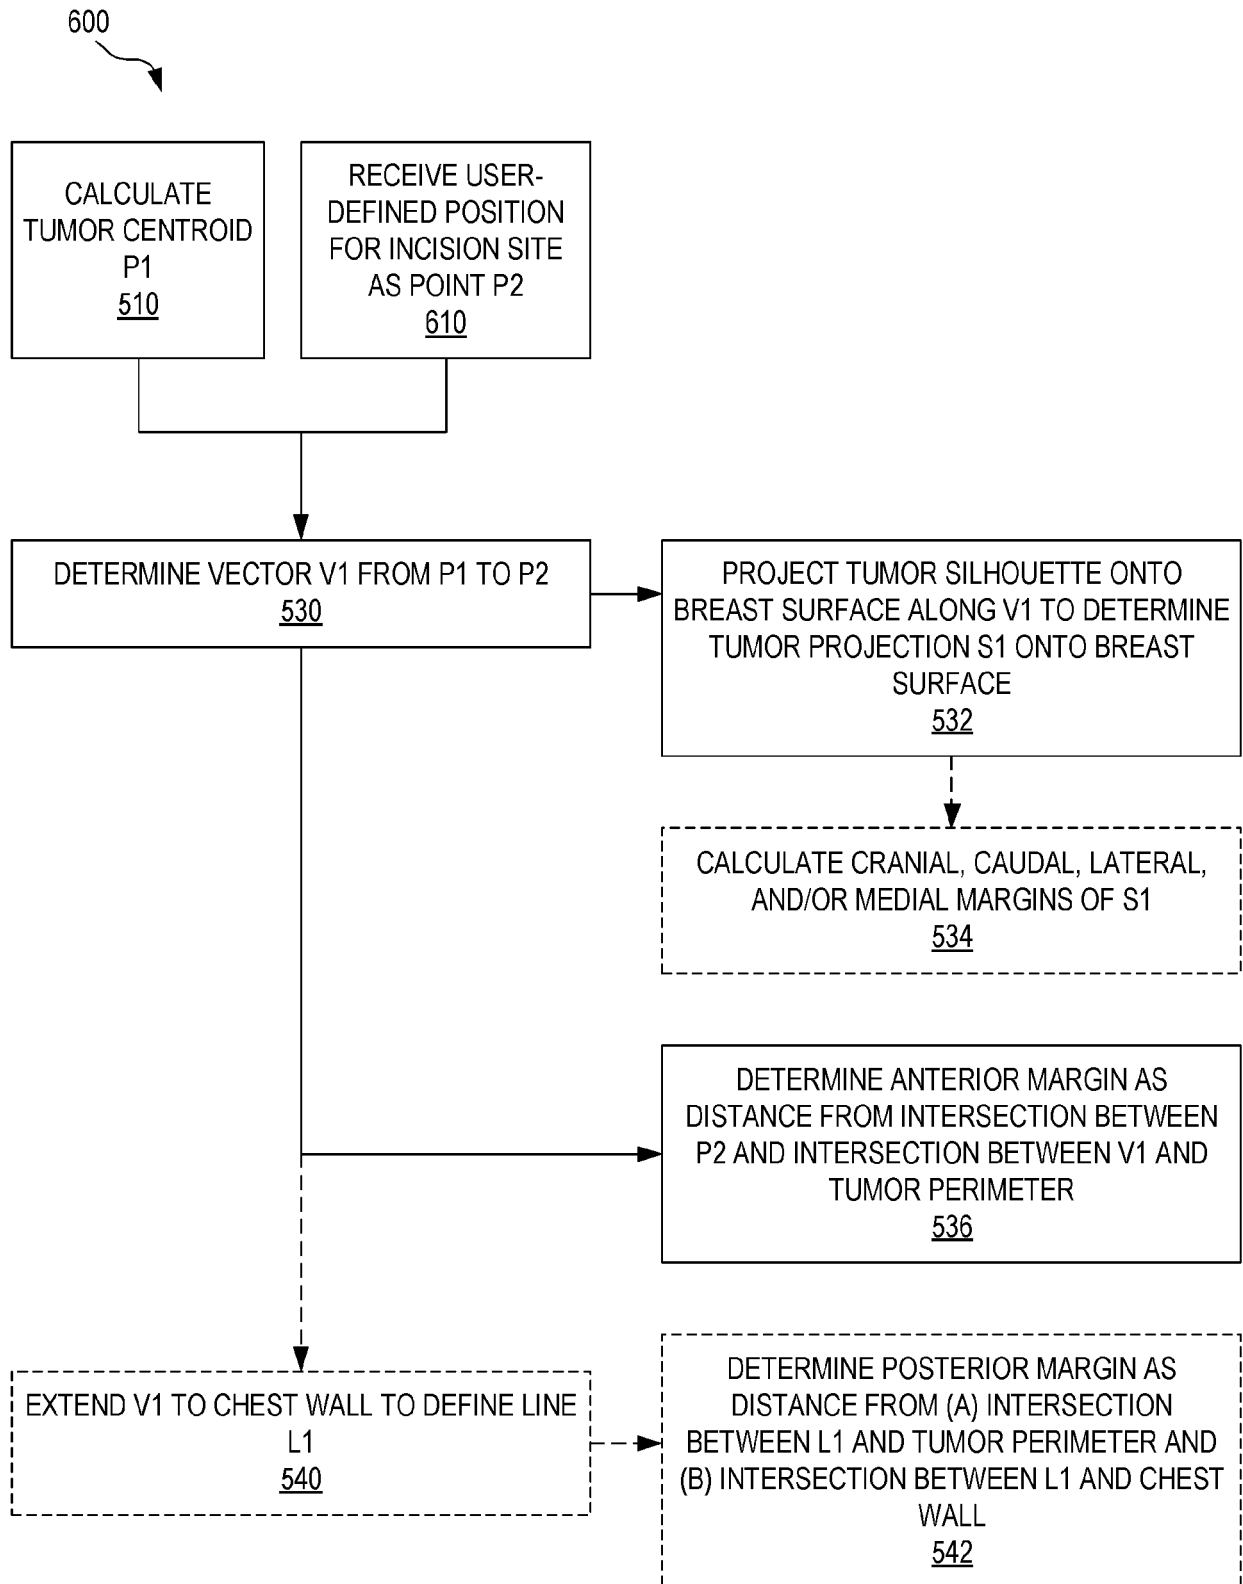 600
CALCULATE
TUMOR CENTROID
P1
510
RECEIVE USER-
DEFINED POSITION
FOR INCISION SITE
AS POINT P2
610
DETERMINE VECTOR V1 FROM P1 TO P2
530
PROJECT TUMOR SILHOUETTE ONTO
BREAST SURFACE ALONG V1 TO DETERMINE
TUMOR PROJECTION S1 ONTO BREAST
SURFACE
532
CALCULATE CRANIAL, CAUDAL, LATERAL,
AND/OR MEDIAL MARGINS OF S1
534
DETERMINE ANTERIOR MARGIN AS
DISTANCE FROM INTERSECTION BETWEEN
P2 AND INTERSECTION BETWEEN V1 AND
TUMOR PERIMETER
536
EXTEND V1 TO CHEST WALL TO DEFINE LINE
L1
540
DETERMINE POSTERIOR MARGIN AS
DISTANCE FROM (A) INTERSECTION
BETWEEN L1 AND TUMOR PERIMETER AND
(B) INTERSECTION BETWEEN L1 AND CHEST
WALL
542